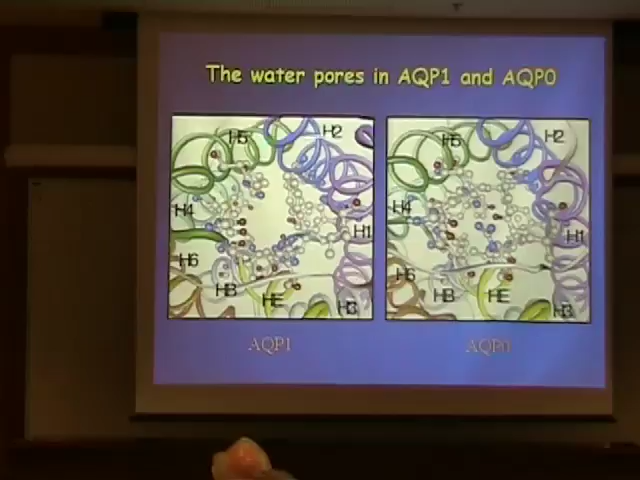 The water pores in AQP1 and AQP0
H5 H2
H4
H1
H6
HB
HE
H3
H5 H2
H4
H1
H6
HB
HE
H3
AQP1
AQP0